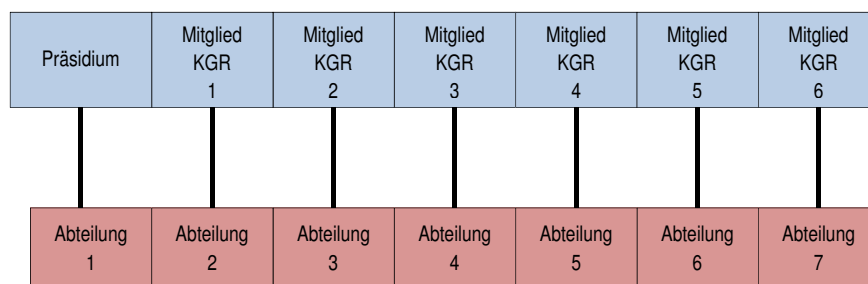 Präsidium
Mitglied
KGR
1
Mitglied
KGR
2
Mitglied
KGR
3
Mitglied
KGR
4
Mitglied
KGR
5
Mitglied
KGR
6
Abteilung
1
Abteilung
2
Abteilung
3
Abteilung
4
Abteilung
5
Abteilung
6
Abteilung
7